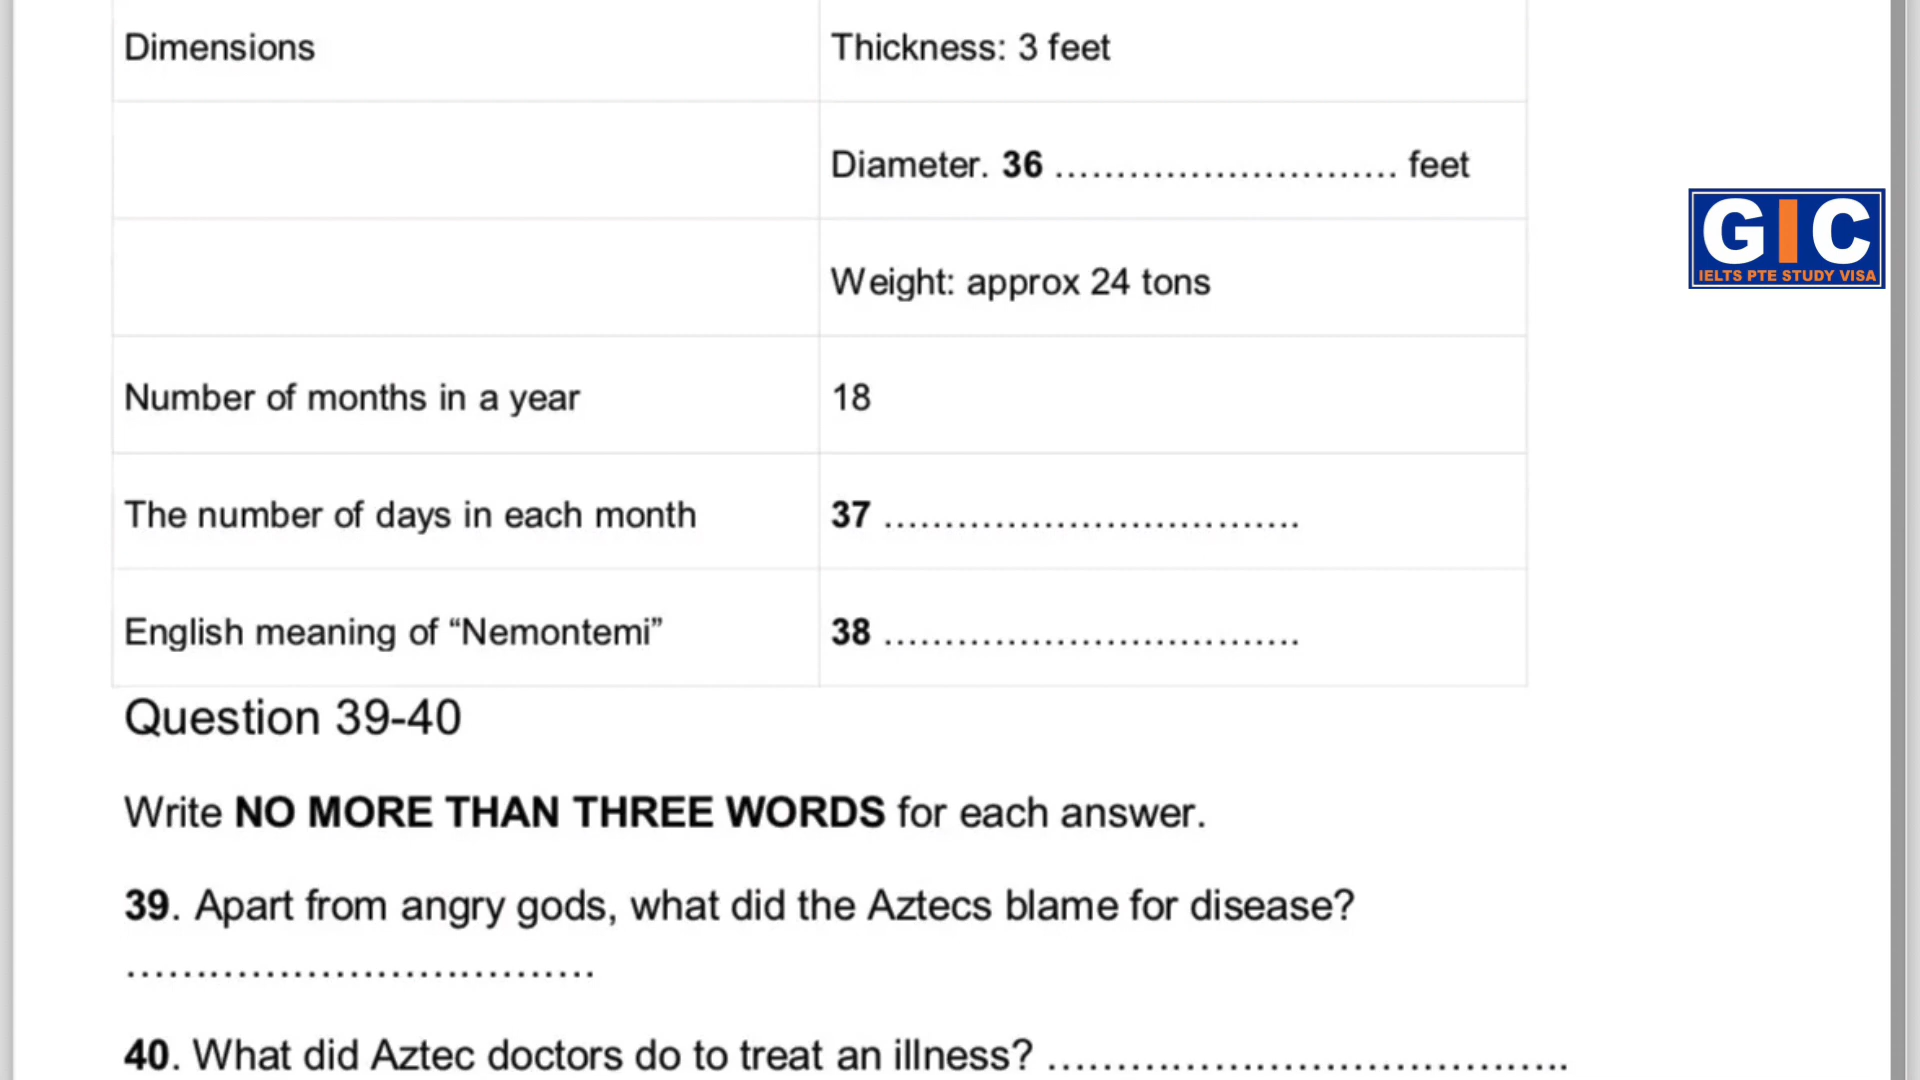 Dimensions
Thickness: 3 feet
Diameter. 36 ………………………. feet
Weight: approx 24 tons
Number of months in a year
18
The number of days in each month
37 …………………………….
English meaning of “Nemontemi”
38 …………………………….
GIC
IELTS PTE STUDY VISA
Question 39-40
Write NO MORE THAN THREE WORDS for each answer.
39. Apart from angry gods, what did the Aztecs blame for disease?
…………………………….
40. What did Aztec doctors do to treat an illness? …………………………………..